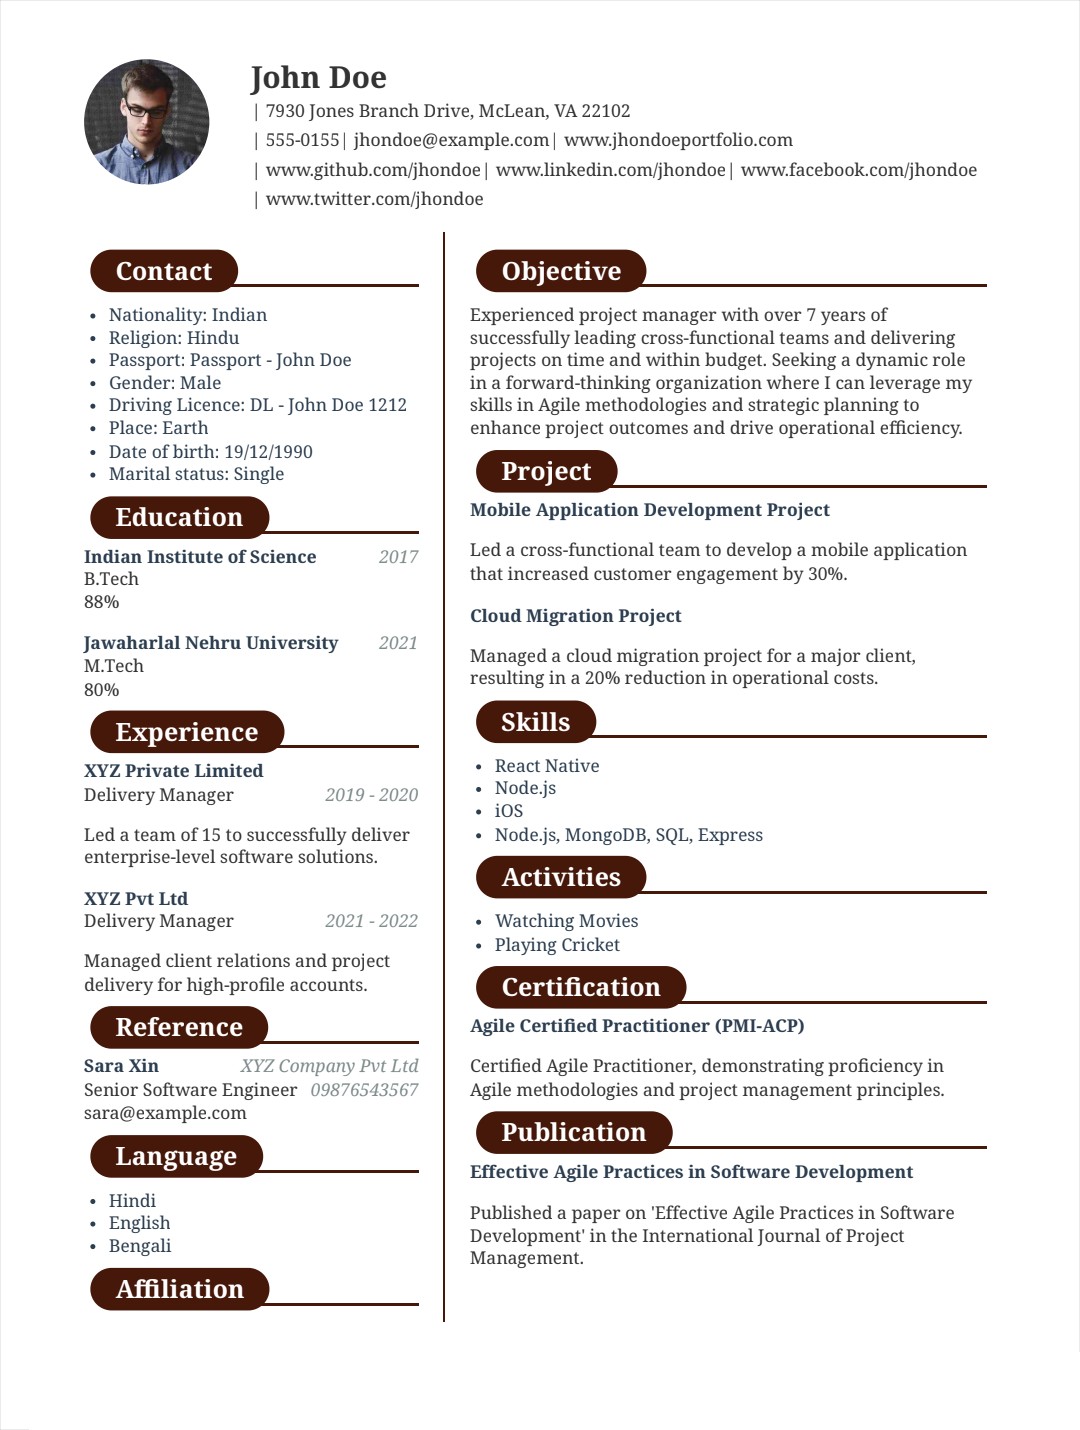 John Doe
| 7930 Jones Branch Drive, McLean, VA 22102
| 555-0155| jhondoe@example.com| www.jhondoeportfolio.com
| www.github.com/jhondoe| www.linkedin.com/jhondoe| www.facebook.com/jhondoe
| www.twitter.com/jhondoe
Contact
• Nationality: Indian
• Religion: Hindu
• Passport: Passport - John Doe
• Gender: Male
• Driving Licence: DL - John Doe 1212
• Place: Earth
• Date of birth: 19/12/1990
• Marital status: Single
Education
Indian Institute of Science 2017
B.Tech
88%
Jawaharlal Nehru University 2021
M.Tech
80%
Experience
XYZ Private Limited
Delivery Manager 2019 - 2020
Led a team of 15 to successfully deliver
enterprise-level software solutions.
XYZ Pvt Ltd
Delivery Manager 2021 - 2022
Managed client relations and project
delivery for high-profile accounts.
Reference
Sara Xin XYZ Company Pvt Ltd
Senior Software Engineer 09876543567
sara@example.com
Language
• Hindi
• English
• Bengali
Affiliation
Objective
Experienced project manager with over 7 years of
successfully leading cross-functional teams and delivering
projects on time and within budget. Seeking a dynamic role
in a forward-thinking organization where I can leverage my
skills in Agile methodologies and strategic planning to
enhance project outcomes and drive operational efficiency.
Project
Mobile Application Development Project
Led a cross-functional team to develop a mobile application
that increased customer engagement by 30%.
Cloud Migration Project
Managed a cloud migration project for a major client,
resulting in a 20% reduction in operational costs.
Skills
• React Native
• Node.js
• iOS
• Node.js, MongoDB, SQL, Express
Activities
• Watching Movies
• Playing Cricket
Certification
Agile Certified Practitioner (PMI-ACP)
Certified Agile Practitioner, demonstrating proficiency in
Agile methodologies and project management principles.
Publication
Effective Agile Practices in Software Development
Published a paper on 'Effective Agile Practices in Software
Development' in the International Journal of Project
Management.